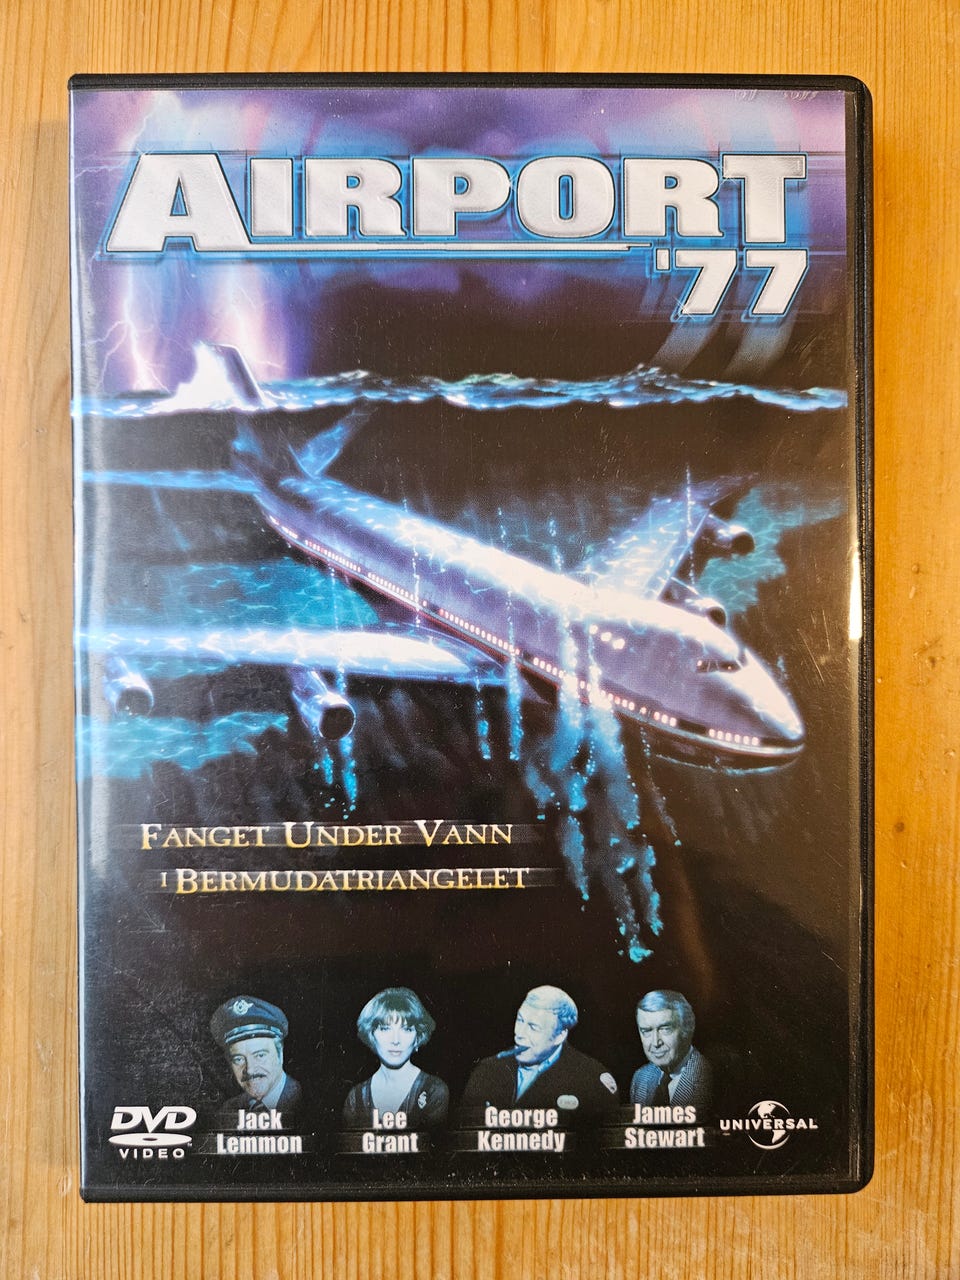 AIRPORT
'77
FANGET UNDER VANN
I BERMUDATRIANGELET
Jack
Lemmon
Lee
Grant
George
Kennedy
James
Stewart
DVD
VIDEO
UNIVERSAL